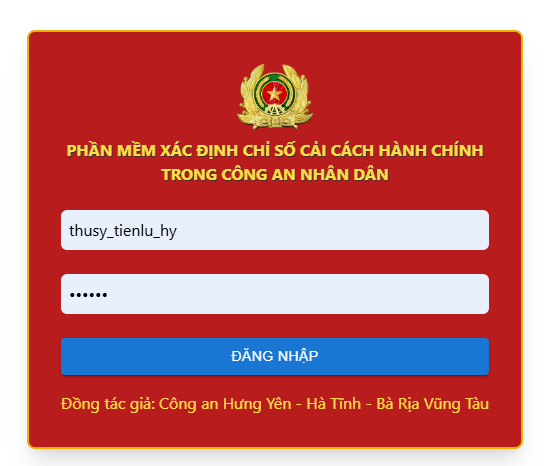 PHẦN MỀM XÁC ĐỊNH CHỈ SỐ CẢI CÁCH HÀNH CHÍNH
TRONG CÔNG AN NHÂN DÂN
thusy_tienlu_hy
••••••
ĐĂNG NHẬP
Đồng tác giả: Công an Hưng Yên - Hà Tĩnh - Bà Rịa Vũng Tàu